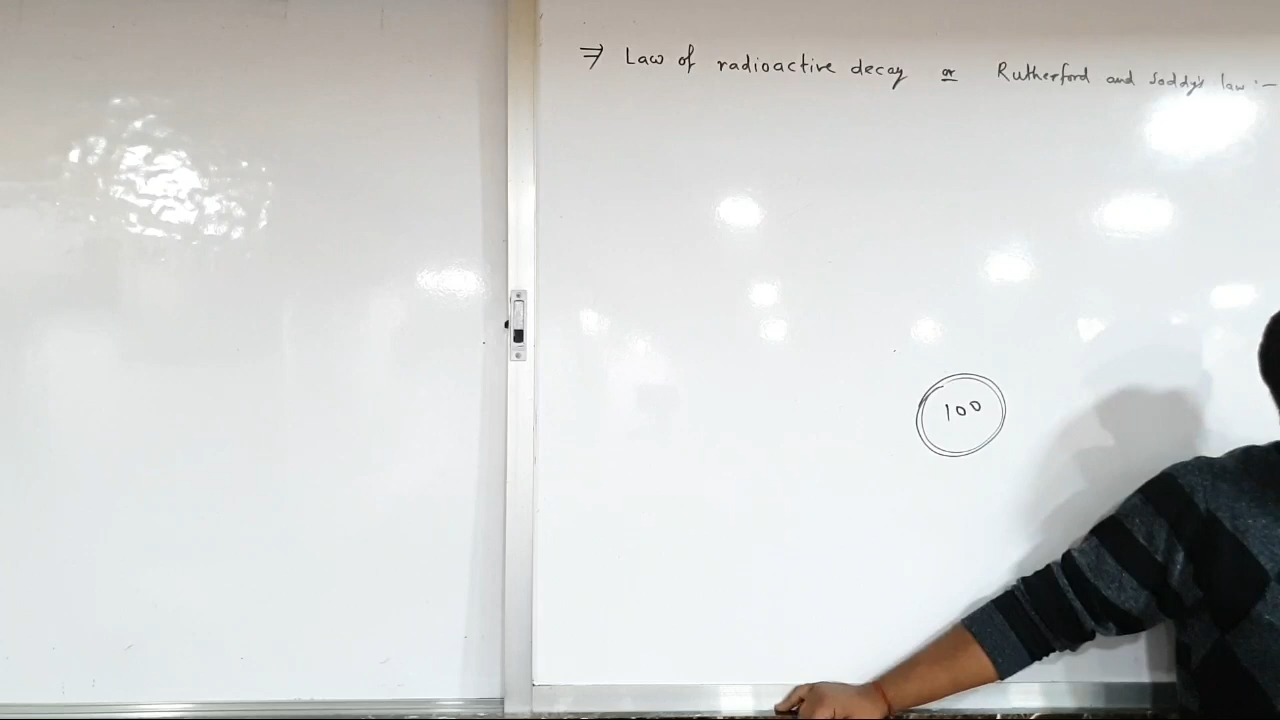 ⇒ Law of radioactive decay or Rutherford and Soddy's law :-
100